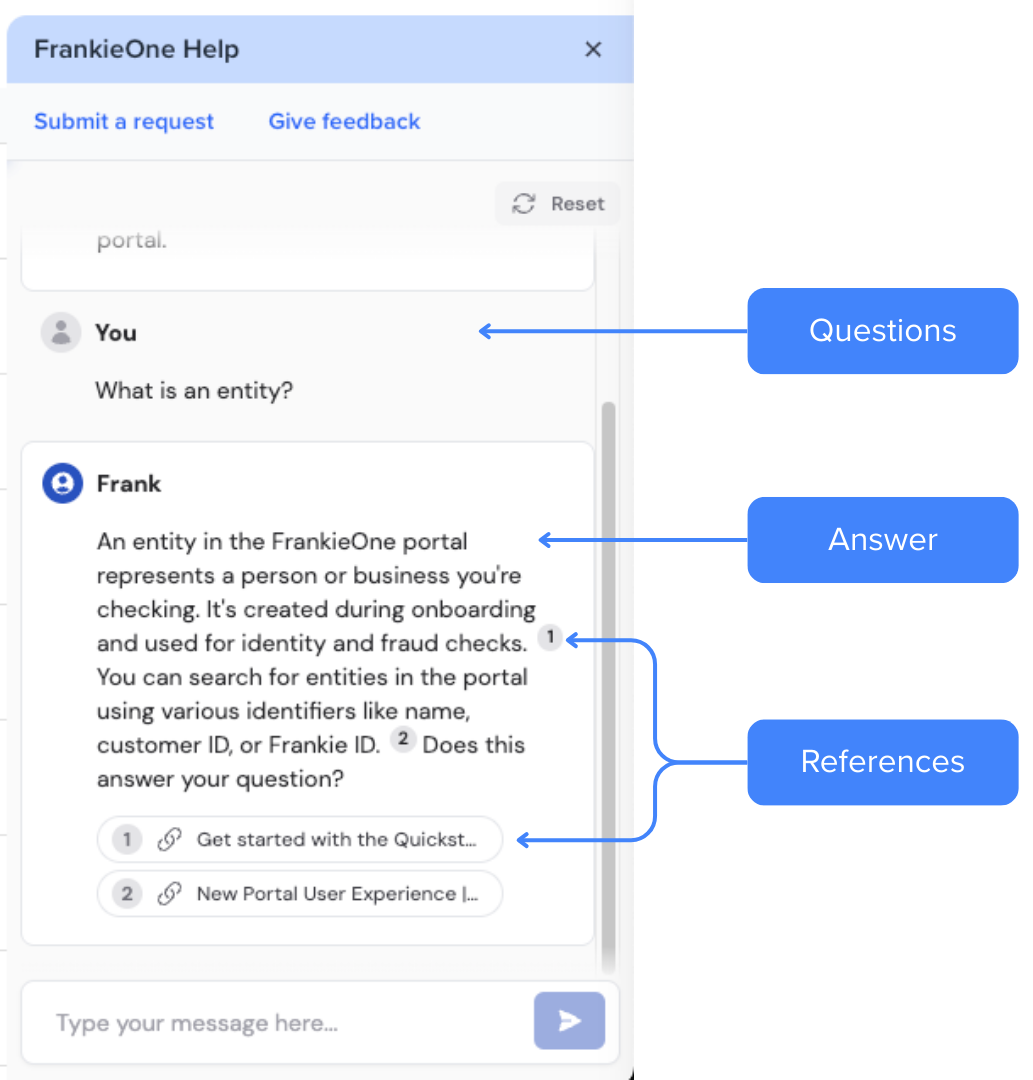 FrankieOne Help
Submit a request
Give feedback
Reset
portal.
You
Questions
What is an entity?
Frank
An entity in the FrankieOne portal
Answer
represents a person or business you're
checking. It's created during onboarding
and used for identity and fraud checks. 1
You can search for entities in the portal
using various identifiers like name,
customer ID, or Frankie ID. 2 Does this
answer your question?
References
1 Get started with the Quickst...
2 New Portal User Experience |...
Type your message here...